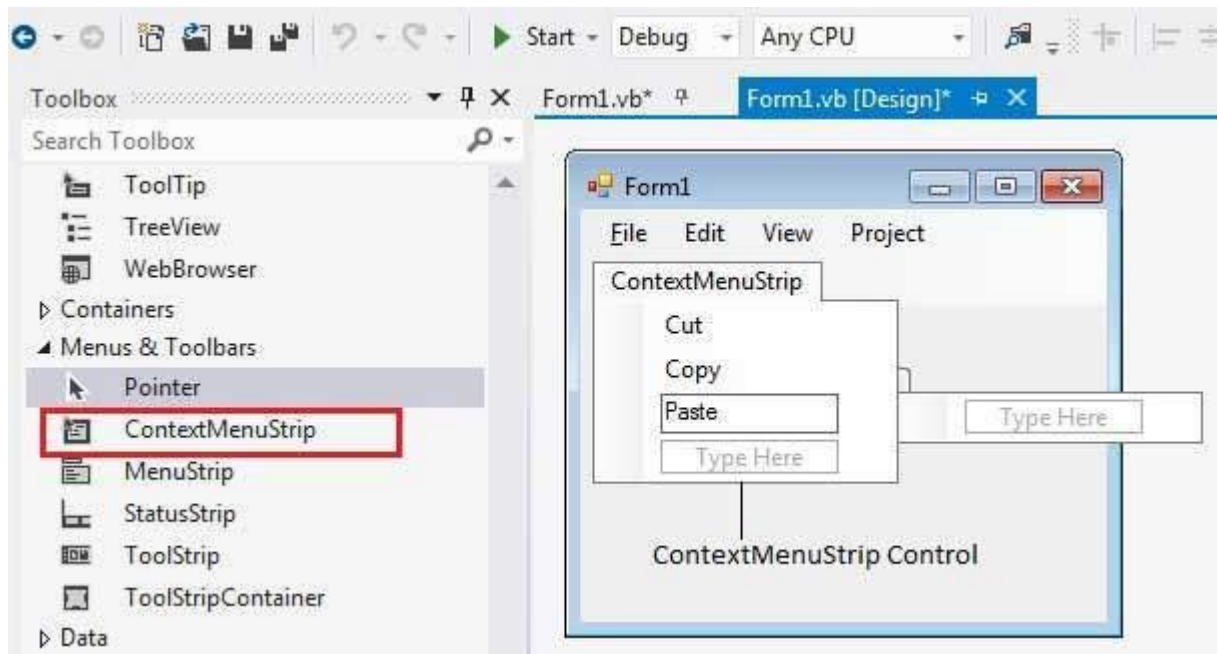 Start Debug Any CPU
Toolbox
Form1.vb* Form1.vb [Design]*
Search Toolbox
ToolTip
TreeView
WebBrowser
Containers
Menus & Toolbars
Pointer
ContextMenuStrip
MenuStrip
StatusStrip
ToolStrip
ToolStripContainer
Data
Form1
File Edit View Project
ContextMenuStrip
Cut
Copy
Paste
Type Here
Type Here
ContextMenuStrip Control